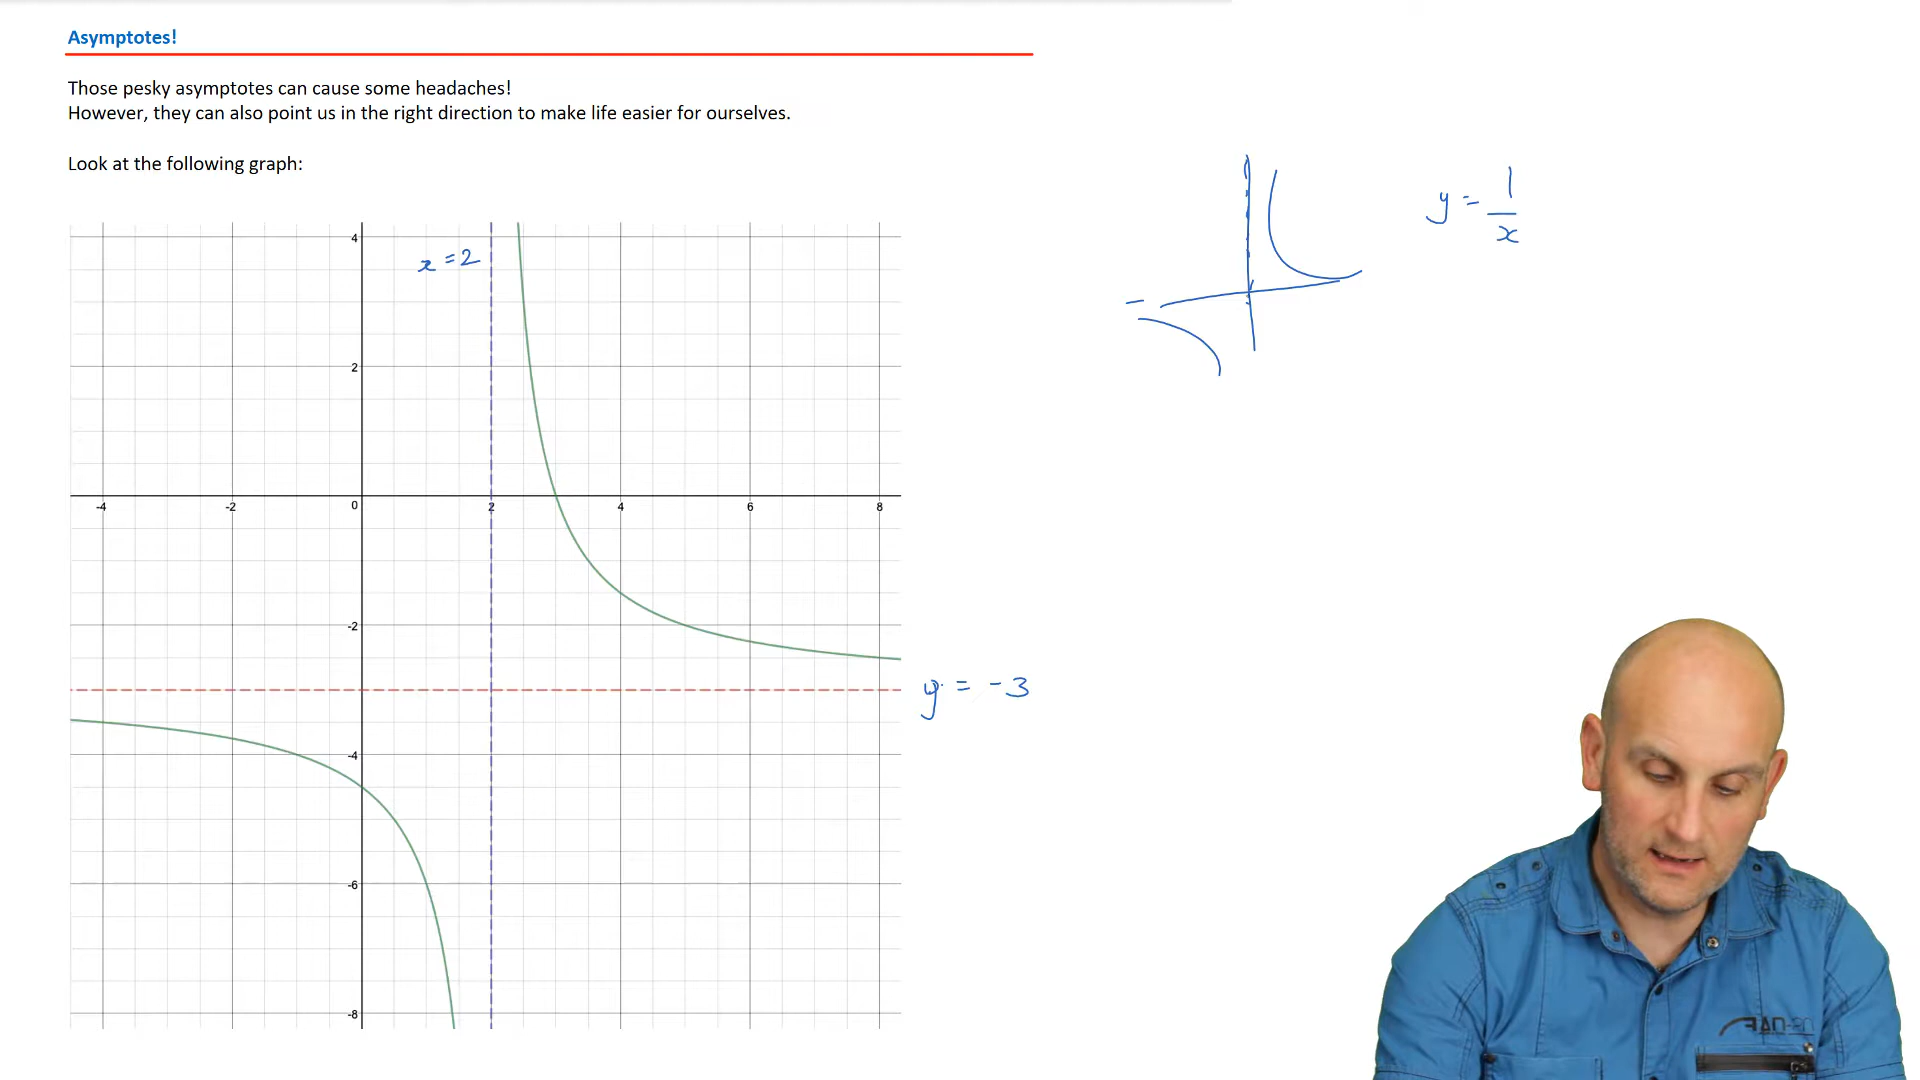 Asymptotes!
Those pesky asymptotes can cause some headaches!
However, they can also point us in the right direction to make life easier for ourselves.
Look at the following graph:
y = 1/x
4
x = 2
2
-4 -2 0 2 4 6 8
-2
y = -3
-4
-6
-8